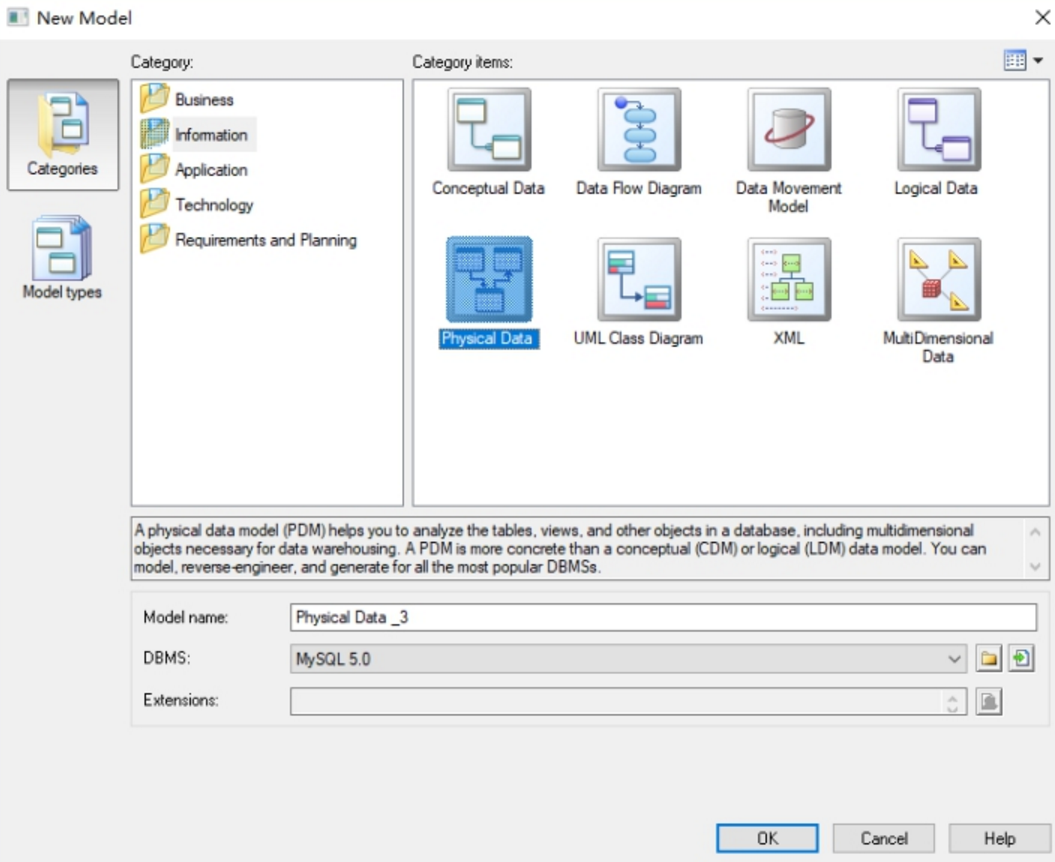 New Model
Category:
Category items:
Categories
Model types
Business
Information
Application
Technology
Requirements and Planning
Conceptual Data
Data Flow Diagram
Data Movement
Model
Logical Data
Physical Data
UML Class Diagram
XML
MultiDimensional
Data
A physical data model (PDM) helps you to analyze the tables, views, and other objects in a database, including multidimensional
objects necessary for data warehousing. A PDM is more concrete than a conceptual (CDM) or logical (LDM) data model. You can
model, reverse-engineer, and generate for all the most popular DBMSs.
Model name:
Physical Data _3
DBMS:
MySQL 5.0
Extensions:
OK
Cancel
Help